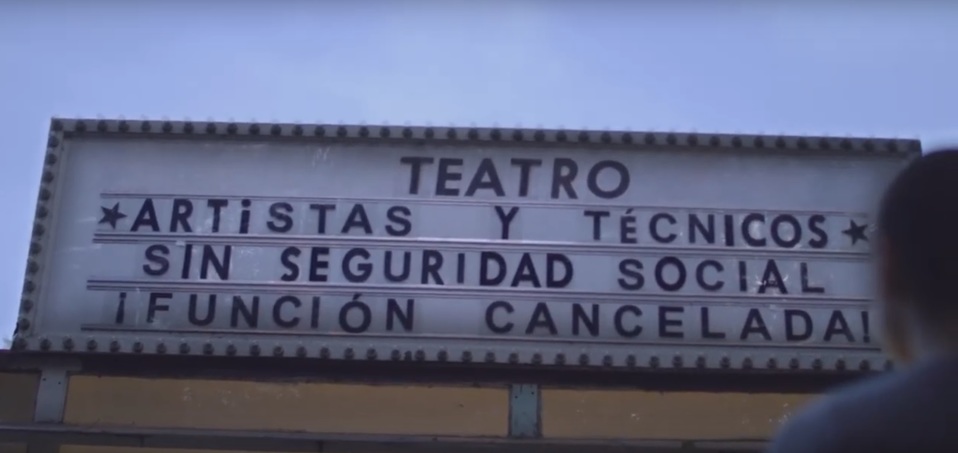 TEATRO
★ARTiSTAS Y TÉCNICOS★
SIN SEGURIDAD SOCIAL
¡FUNCIÓN CANCELADA!